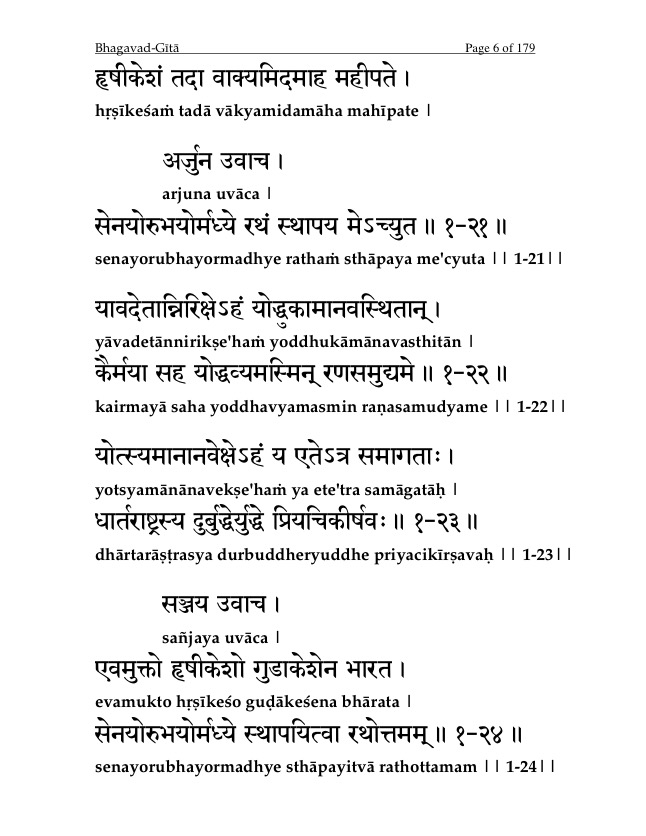 Bhagavad-Gītā Page 6 of 179
हृषीकेशं तदा वाक्यमिदमाह महीपते ।
hṛṣīkeśaṁ tadā vākyamidamāha mahīpate |
अर्जुन उवाच ।
arjuna uvāca |
सेनयोरुभयोर्मध्ये रथं स्थापय मेऽच्युत ॥ १-२१ ॥
senayorubhayormadhye rathaṁ sthāpaya me'cyuta || 1-21||
यावदेतान्निरिक्षेऽहं योद्धुकामानवस्थितान् ।
yāvadetānnirikṣe'haṁ yoddhukāmānavasthitān |
कैर्मया सह योद्धव्यमस्मिन् रणसमुद्यमे ॥ १-२२ ॥
kairmayā saha yoddhavyamasmin raṇasamudyame || 1-22||
योत्स्यमानानवेक्षेऽहं य एतेऽत्र समागताः ।
yotsyamānānavekṣe'haṁ ya ete'tra samāgatāḥ |
धार्तराष्ट्रस्य दुर्बुद्धेर्युद्धे प्रियचिकीर्षवः ॥ १-२३ ॥
dhārtarāṣṭrasya durbuddheryuddhe priyacikīrṣavaḥ || 1-23||
सञ्जय उवाच ।
sañjaya uvāca |
एवमुक्तो हृषीकेशो गुडाकेशेन भारत ।
evamukto hṛṣīkeśo guḍākeśena bhārata |
सेनयोरुभयोर्मध्ये स्थापयित्वा रथोत्तमम् ॥ १-२४ ॥
senayorubhayormadhye sthāpayitvā rathottamam || 1-24||